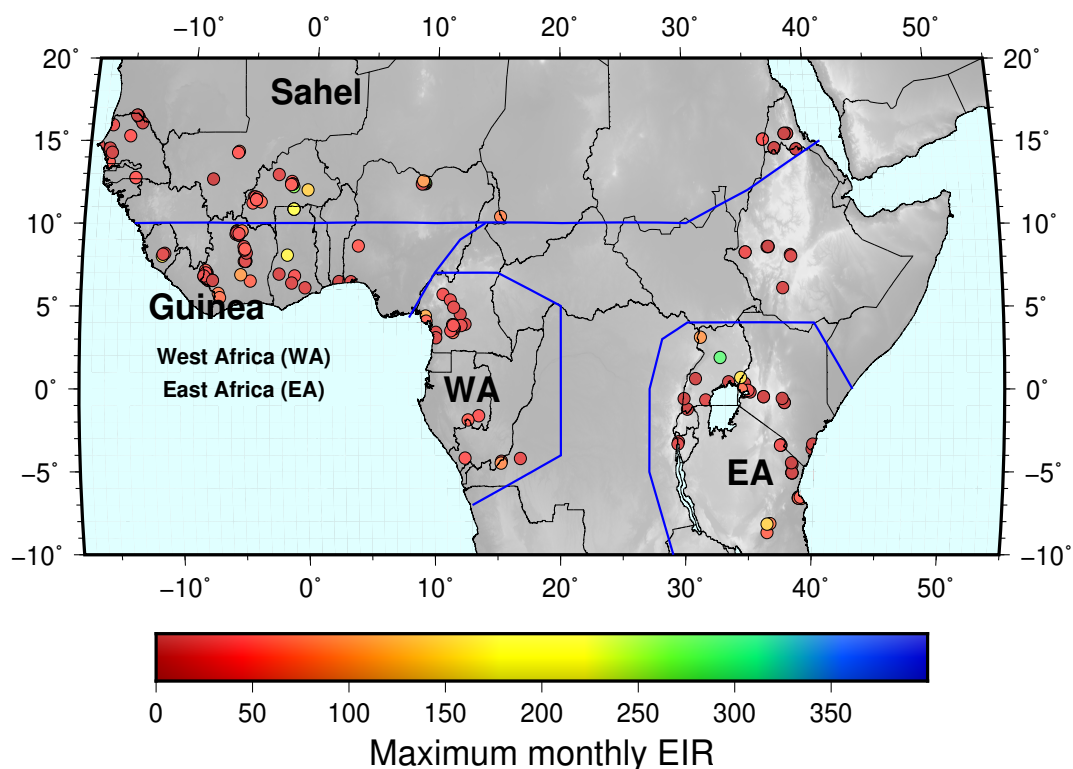 −10˚ 0˚ 10˚ 20˚ 30˚ 40˚
20˚ 20˚
Sahel
15˚ 15˚
10˚ 10˚
5˚ 5˚
Guinea
West Africa (WA)
East Africa (EA)
0˚ WA 0˚
−5˚ EA −5˚
−10˚ −10˚
−10˚ 0˚ 10˚ 20˚ 30˚ 40˚ 50˚
0 50 100 150 200 250 300 350
Maximum monthly EIR